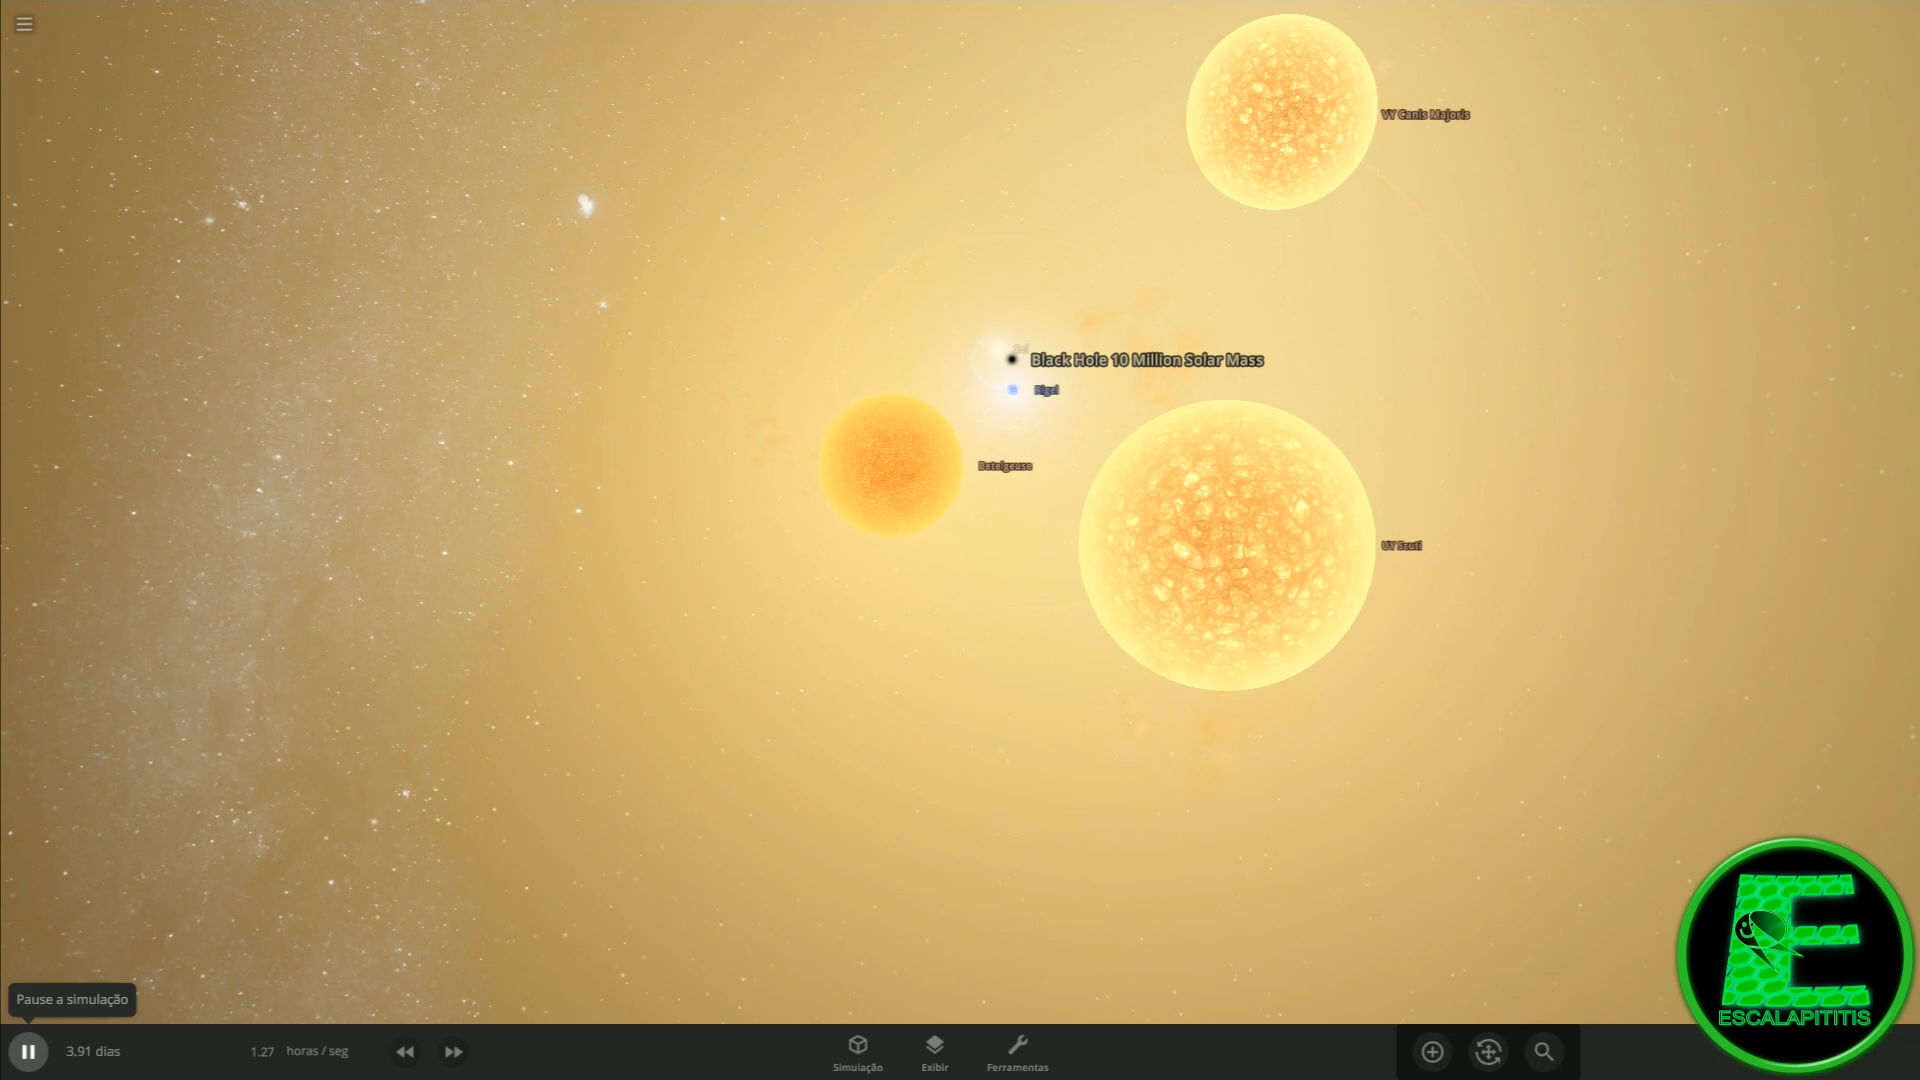 VY Canis Majoris
Sol
Black Hole 10 Million Solar Mass
Rigel
Betelgeuse
UY Scuti
Pause a simulação
3.91 dias
1.27 horas / seg
Simulação
Exibir
Ferramentas
E
ESCALAPITITIS